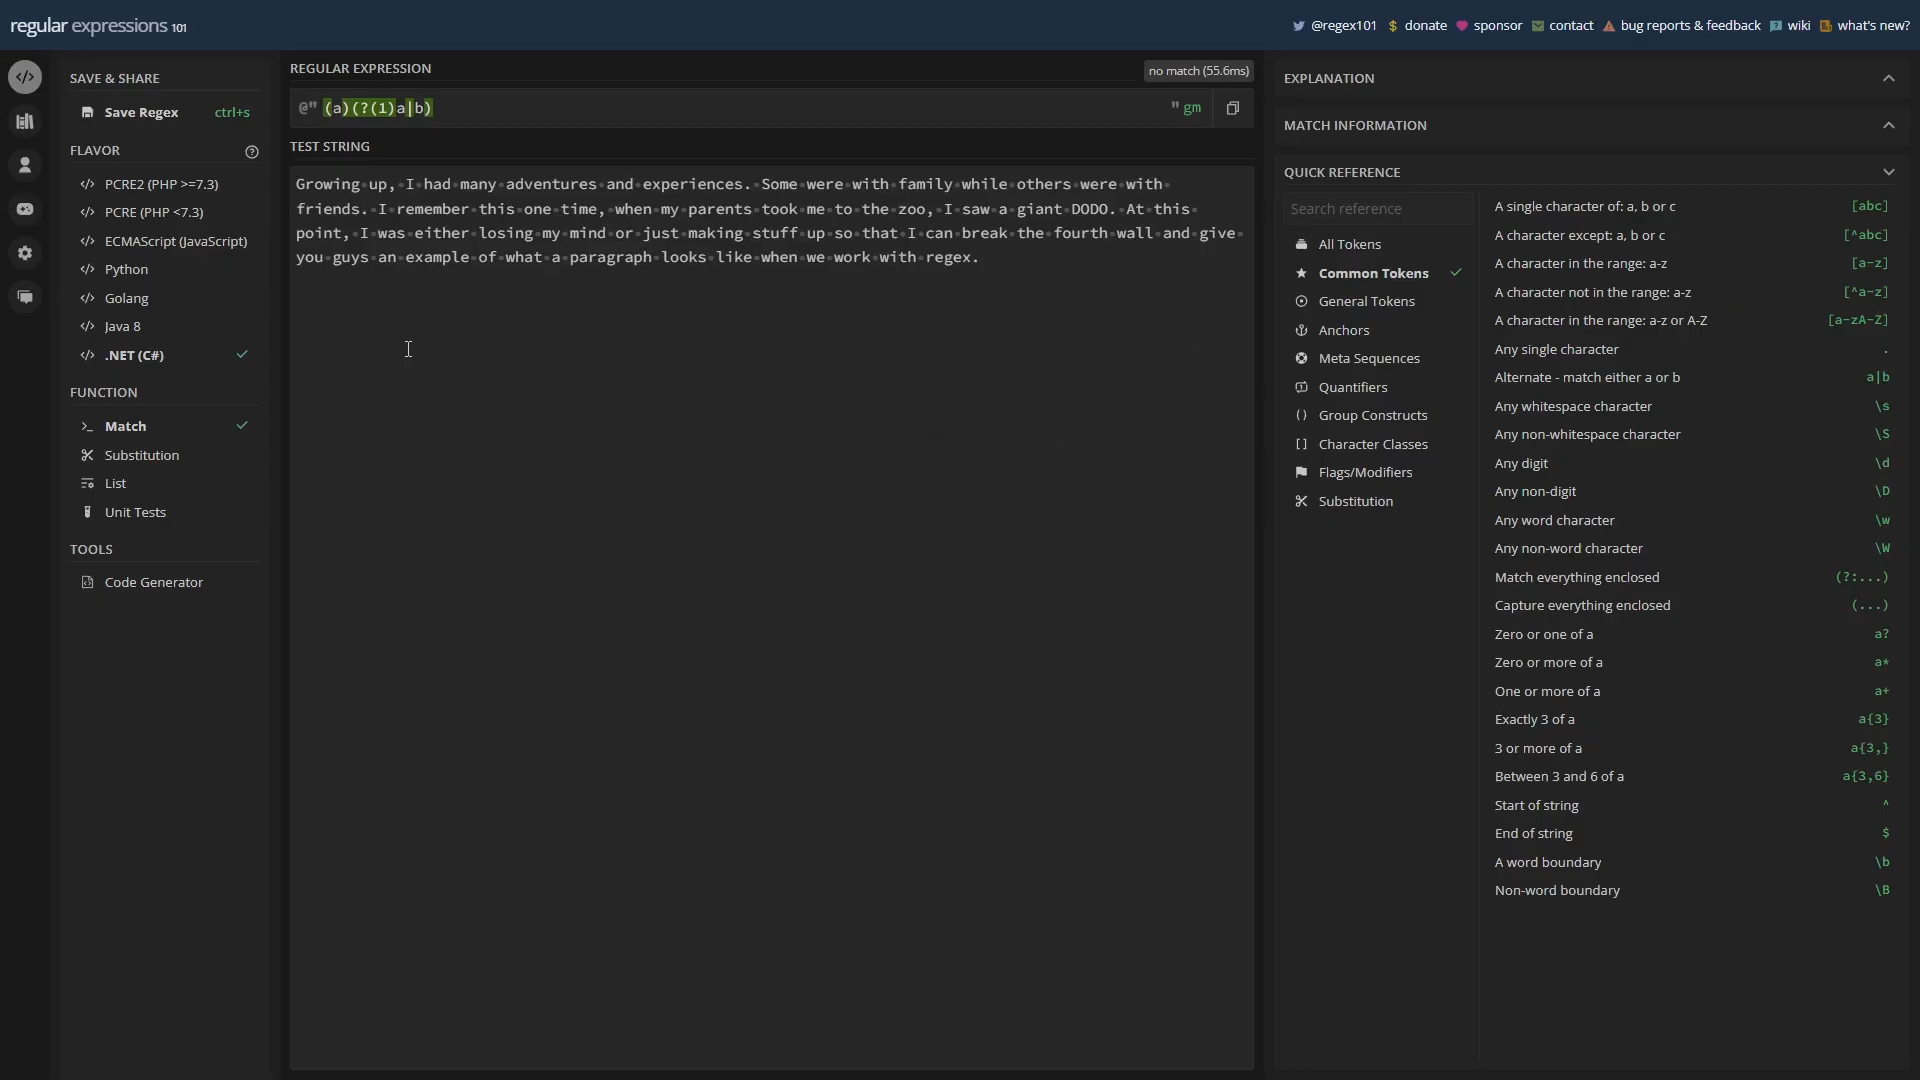 regular expressions 101
@regex101
$ donate
sponsor
contact
bug reports & feedback
wiki
what's new?
SAVE & SHARE
Save Regex ctrl+s
FLAVOR
PCRE2 (PHP >=7.3)
PCRE (PHP <7.3)
ECMAScript (JavaScript)
Python
Golang
Java 8
.NET (C#)
FUNCTION
Match
Substitution
List
Unit Tests
TOOLS
Code Generator
REGULAR EXPRESSION
no match (55.6ms)
@" (a)(?(1)a|b) " gm
TEST STRING
Growing up, I had many adventures and experiences. Some were with family while others were with
friends. I remember this one time, when my parents took me to the zoo, I saw a giant DODO. At this
point, I was either losing my mind or just making stuff up so that I can break the fourth wall and give
you guys an example of what a paragraph looks like when we work with regex.
EXPLANATION
MATCH INFORMATION
QUICK REFERENCE
Search reference
All Tokens
Common Tokens
General Tokens
Anchors
Meta Sequences
Quantifiers
Group Constructs
Character Classes
Flags/Modifiers
Substitution
A single character of: a, b or c [abc]
A character except: a, b or c [^abc]
A character in the range: a-z [a-z]
A character not in the range: a-z [^a-z]
A character in the range: a-z or A-Z [a-zA-Z]
Any single character .
Alternate - match either a or b a|b
Any whitespace character \s
Any non-whitespace character \S
Any digit \d
Any non-digit \D
Any word character \w
Any non-word character \W
Match everything enclosed (?:...)
Capture everything enclosed (...)
Zero or one of a a?
Zero or more of a a*
One or more of a a+
Exactly 3 of a a{3}
3 or more of a a{3,}
Between 3 and 6 of a a{3,6}
Start of string ^
End of string $
A word boundary \b
Non-word boundary \B